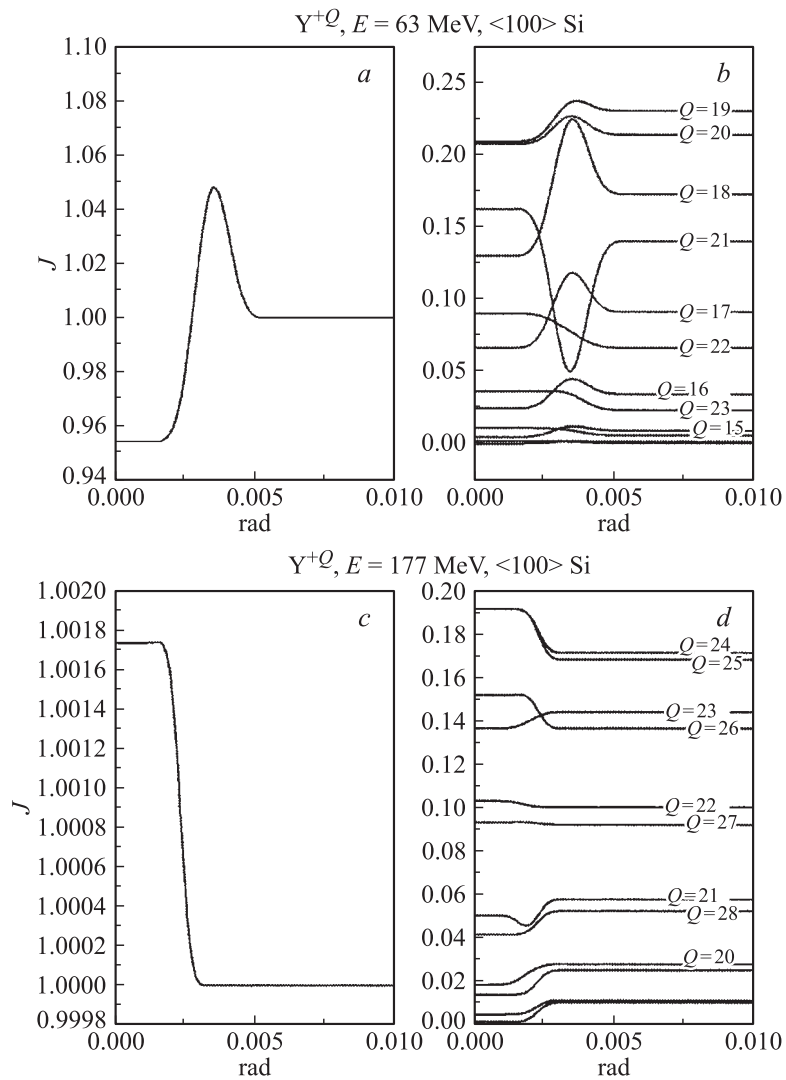 Y+Q, E = 63 MeV, <100> Si
a
J
1.10
1.08
1.06
1.04
1.02
1.00
0.98
0.96
0.94
0.000
0.005
0.010
rad
b
0.25
0.20
0.15
0.10
0.05
0.00
Q=19
Q=20
Q=18
Q=21
Q=17
Q=22
Q=16
Q=23
Q=15
0.000
0.005
0.010
rad
Y+Q, E = 177 MeV, <100> Si
c
J
1.0020
1.0018
1.0016
1.0014
1.0012
1.0010
1.0008
1.0006
1.0004
1.0002
1.0000
0.9998
0.000
0.005
0.010
rad
d
0.20
0.18
0.16
0.14
0.12
0.10
0.08
0.06
0.04
0.02
0.00
Q=24
Q=25
Q=23
Q=26
Q=22
Q=27
Q=21
Q=28
Q=20
0.000
0.005
0.010
rad